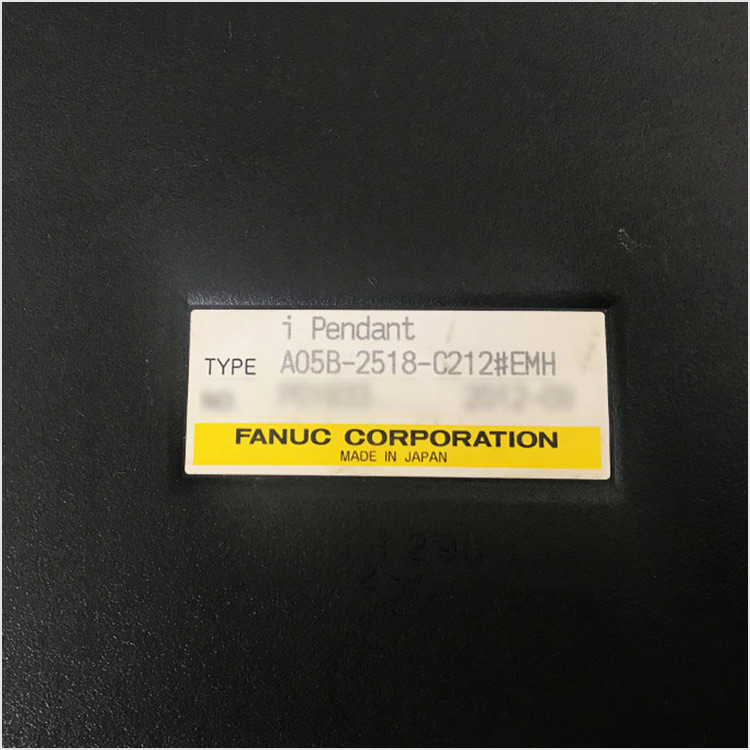 i Pendant
TYPE A05B-2518-C212#EMH
FANUC CORPORATION
MADE IN JAPAN